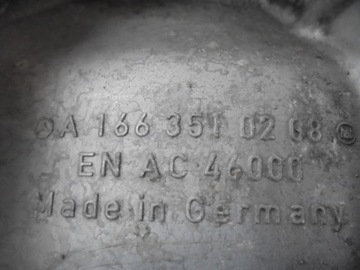 A 166 351 02 08
EN AC 46000
Made in Germany